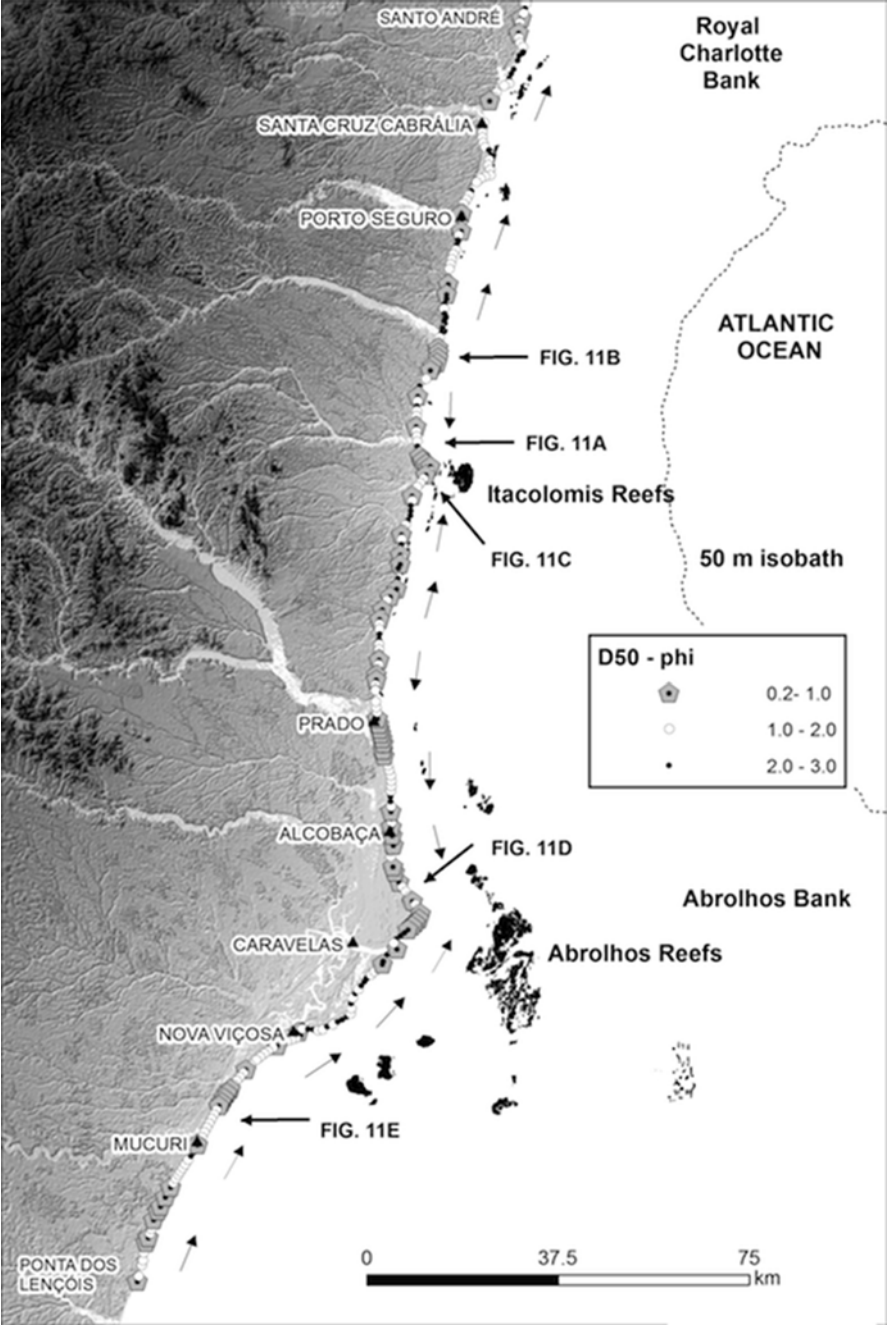 SANTO ANDRÉ
Royal
Charlotte
Bank
SANTA CRUZ CABRÁLIA
PORTO SEGURO
ATLANTIC
OCEAN
FIG. 11B
FIG. 11A
Itacolomis Reefs
FIG. 11C
50 m isobath
D50 - phi
0.2- 1.0
1.0 - 2.0
2.0 - 3.0
PRADO
ALCOBAÇA
FIG. 11D
Abrolhos Bank
CARAVELAS
Abrolhos Reefs
NOVA VIÇOSA
FIG. 11E
MUCURI
PONTA DOS
LENÇÓIS
0 37.5 75
km